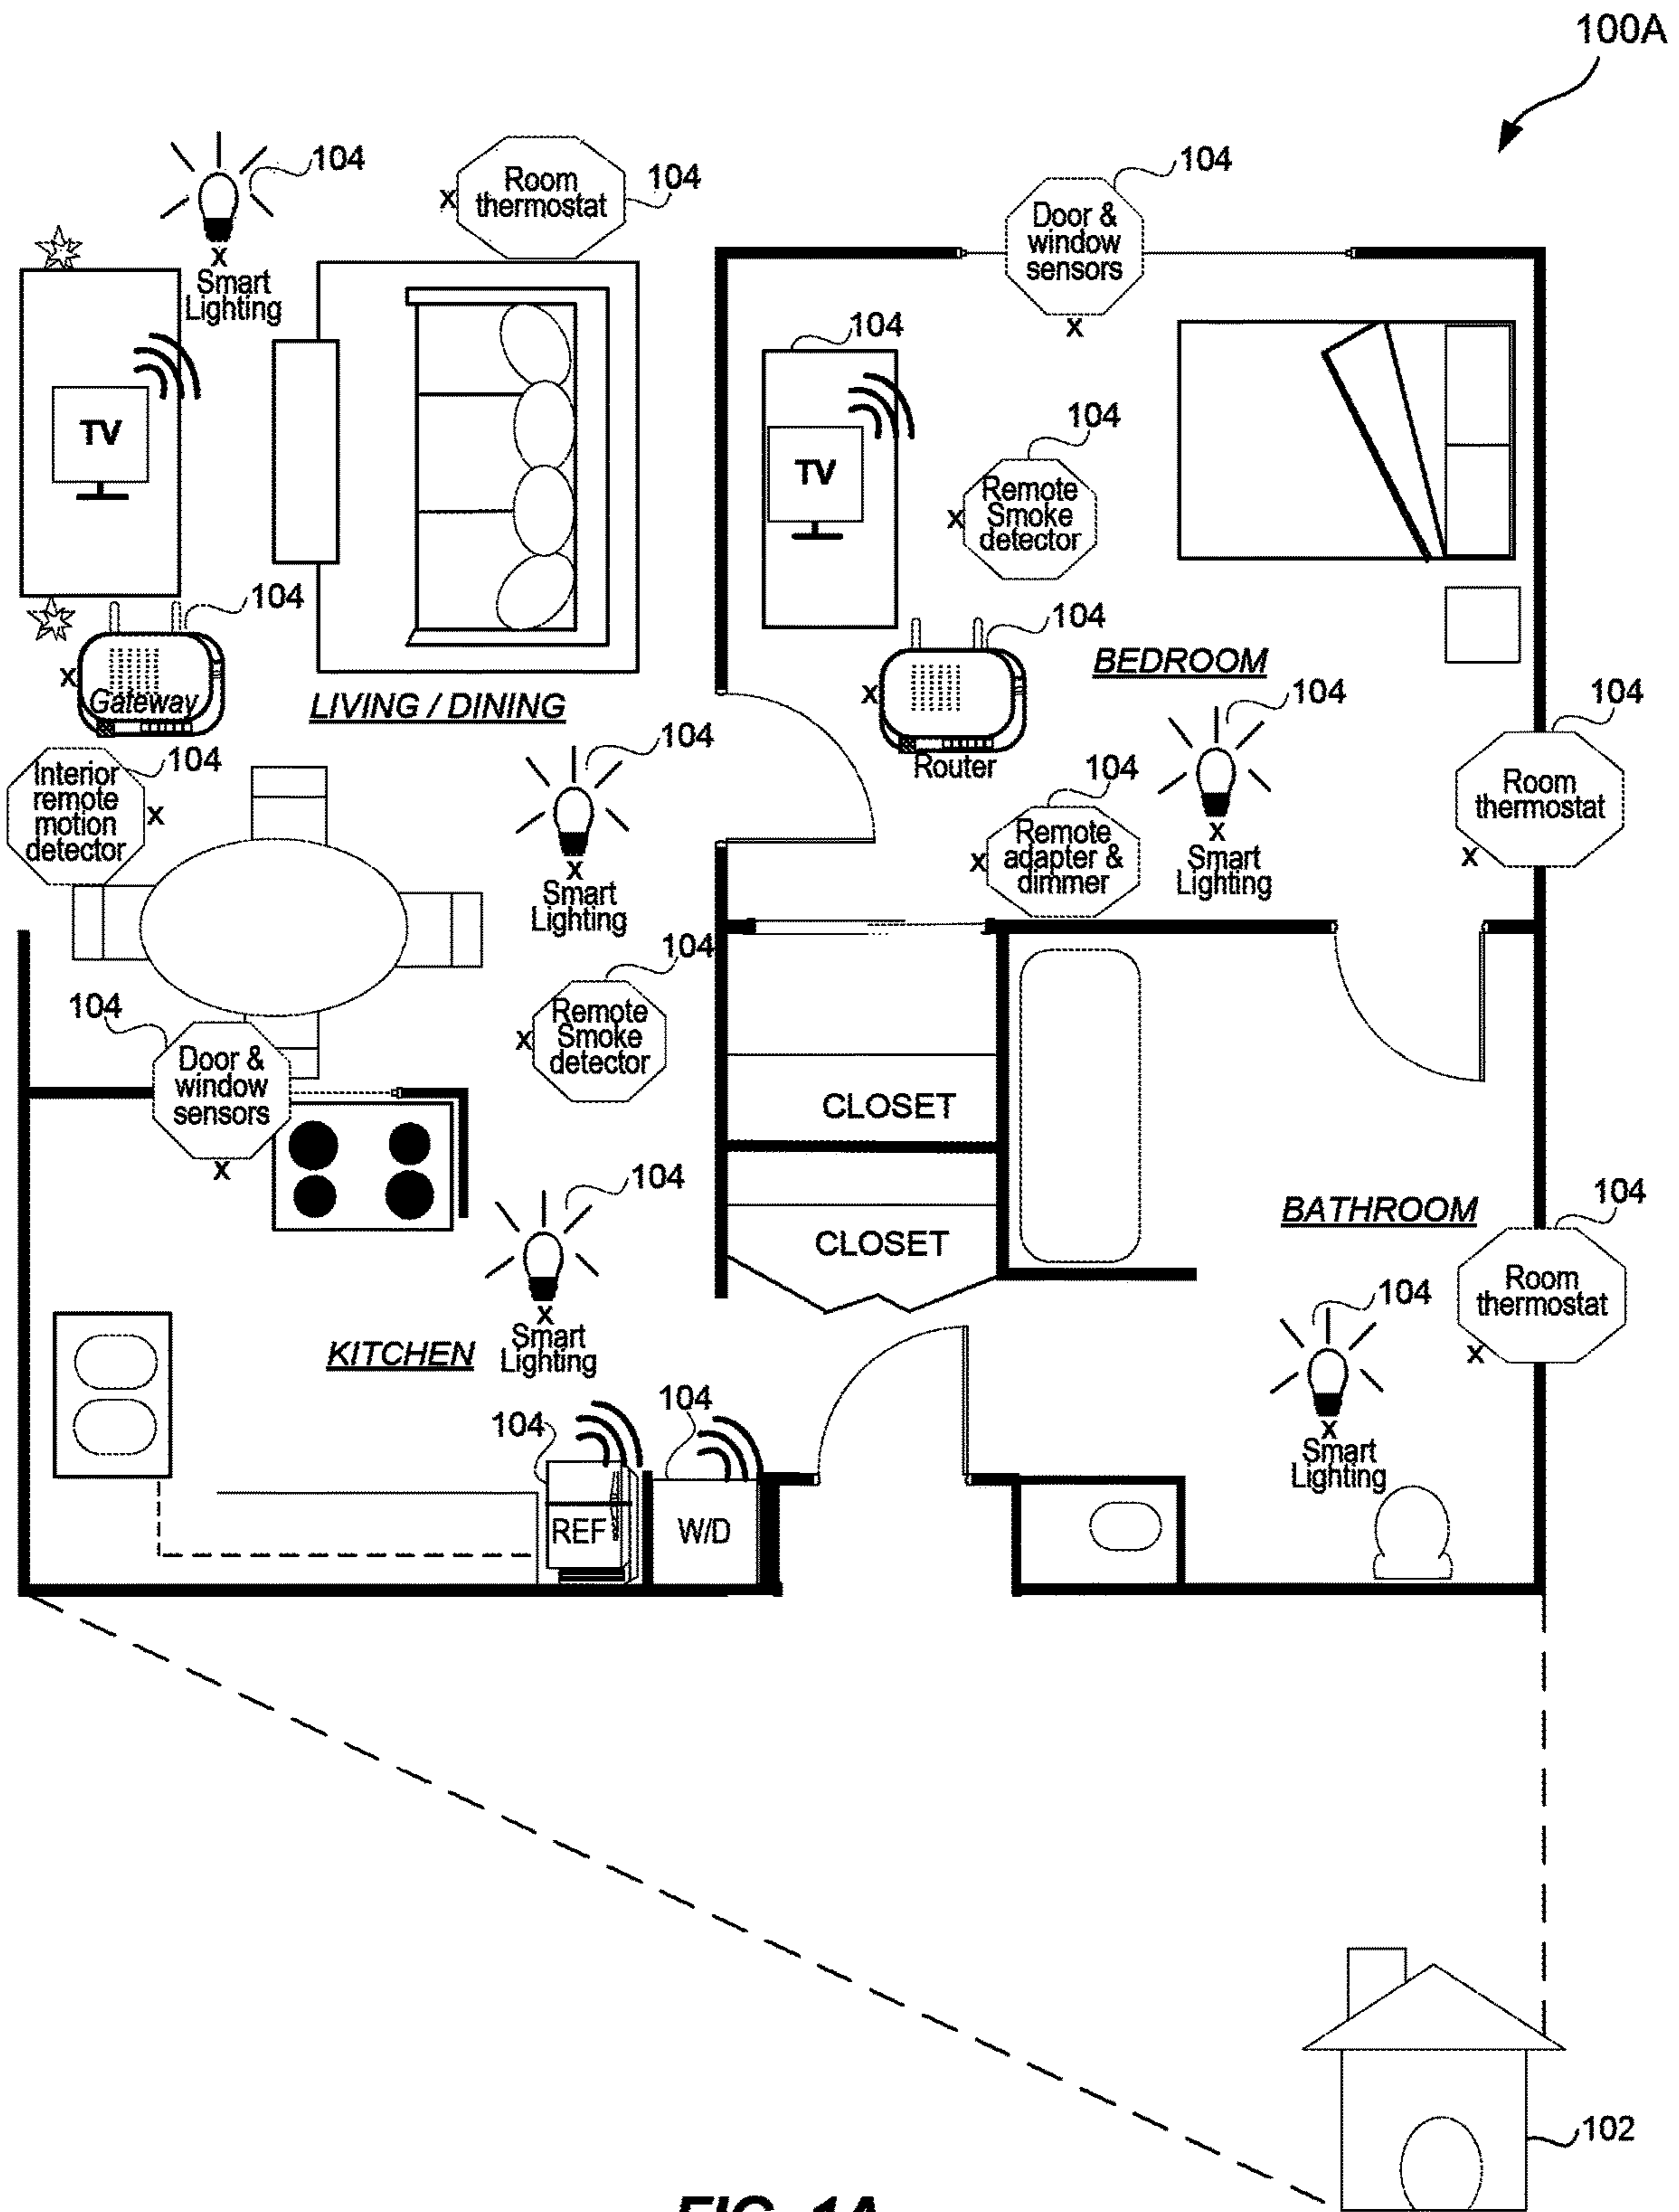 100A
104
104
Room
thermostat
104
Door &
window
sensors
Smart
Lighting
104
TV
104
TV
Remote
Smoke
detector
104
104
Gateway
LIVING / DINING
BEDROOM
Router
104
104
104
104
Interior
remote
motion
detector
104
Smart
Lighting
Remote
adapter &
dimmer
Smart
Lighting
Room
thermostat
104
104
Door &
window
sensors
Remote
Smoke
detector
CLOSET
104
104
BATHROOM
CLOSET
Room
thermostat
104
KITCHEN
Smart
Lighting
104
104
Smart
Lighting
REF
W/D
102
FIG. 1A